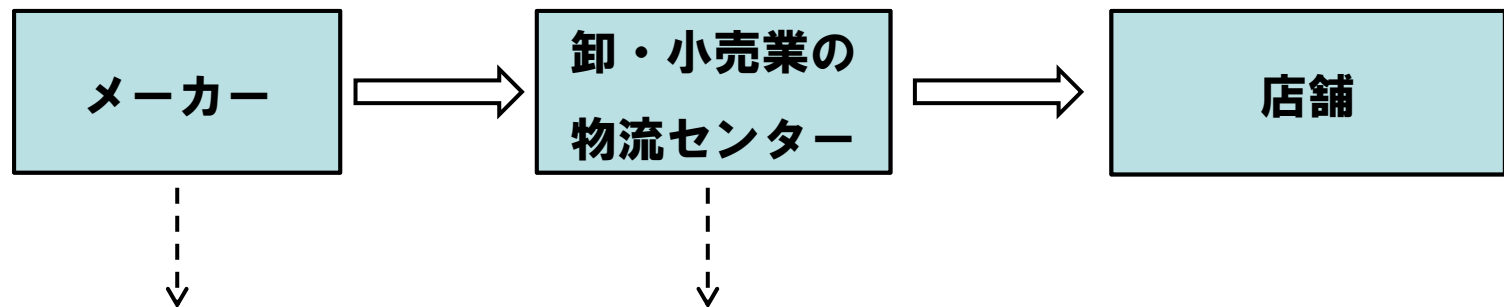 メーカー
卸・小売業の
物流センター
店舗